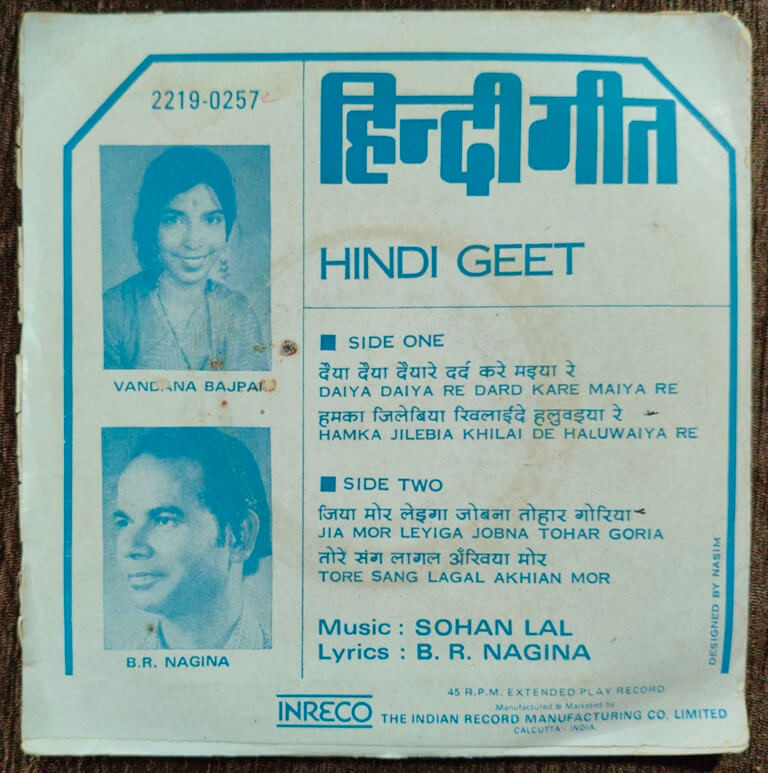 2219-0257
हिन्दी गीत
HINDI GEET
VANDANA BAJPAI
B.R. NAGINA
SIDE ONE
दैया दैया दैयारे दर्द करे मइया रे
DAIYA DAIYA RE DARD KARE MAIYA RE
हमका जिलेबिया खिलाईदे हलुवइया रे
HAMKA JILEBIA KHILAI DE HALUWAIYA RE
SIDE TWO
जिया मोर लेइगा जोबना तोहार गोरिया
JIA MOR LEYIGA JOBNA TOHAR GORIA
तोरे संग लागल अँखिया मोर
TORE SANG LAGAL AKHIAN MOR
Music : SOHAN LAL
Lyrics : B. R. NAGINA
DESIGNED BY NASIM
45 R.P.M. EXTENDED PLAY RECORD
Manufactured & Marketed by
INRECO THE INDIAN RECORD MANUFACTURING CO. LIMITED
CALCUTTA - INDIA.